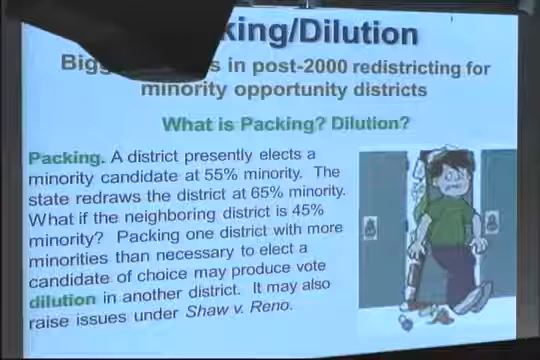 king/Dilution
in post-2000 redistricting for
minority opportunity districts
What is Packing? Dilution?
Packing. A district presently elects a
minority candidate at 55% minority. The
state redraws the district at 65% minority.
What if the neighboring district is 45%
minority? Packing one district with more
minorities than necessary to elect a
candidate of choice may produce vote
dilution in another district. It may also
raise issues under Shaw v. Reno.